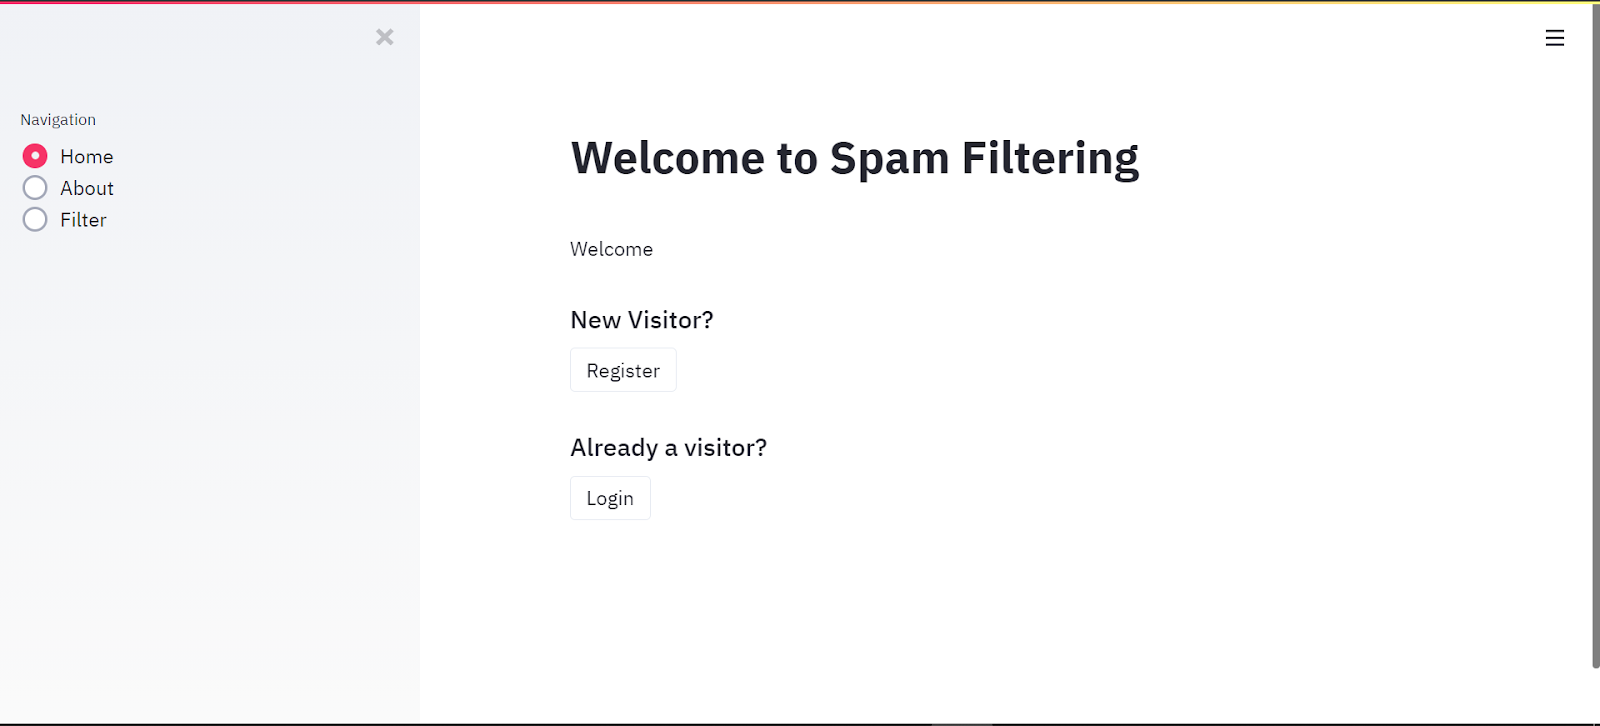 Navigation
Home
About
Filter
Welcome to Spam Filtering
Welcome
New Visitor?
Register
Already a visitor?
Login